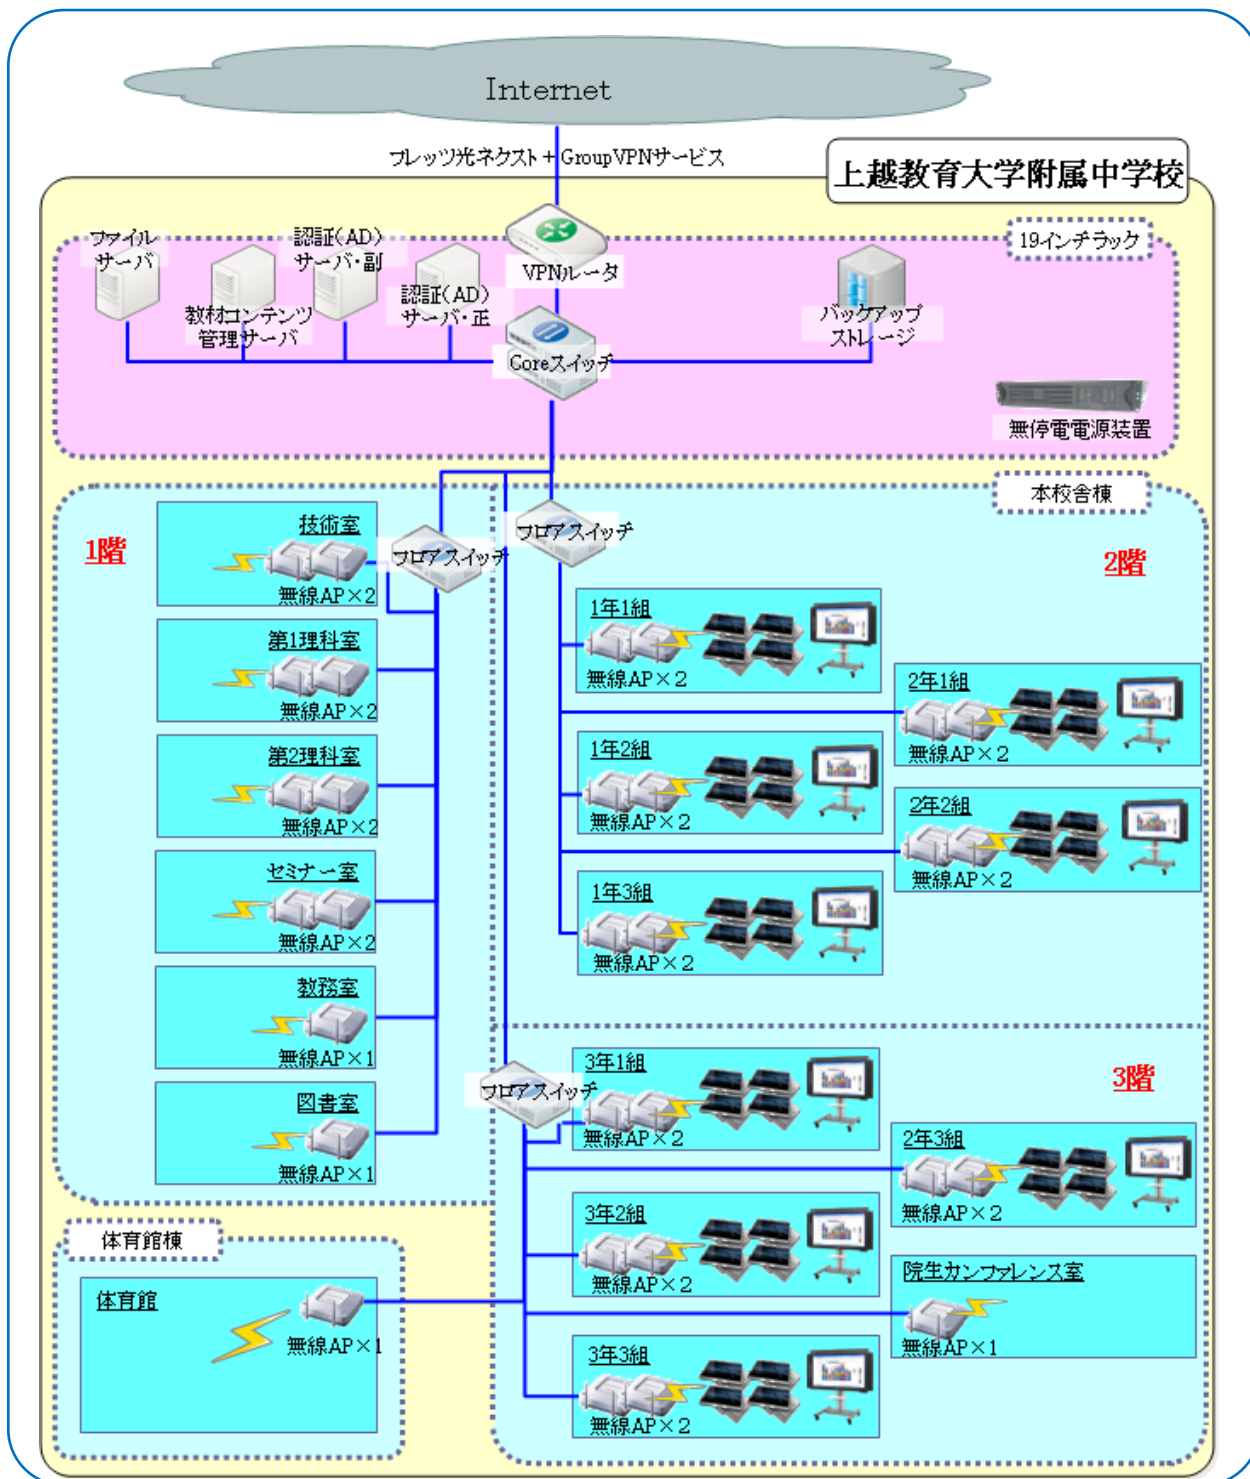 Internet
フレッツ光ネクスト + GroupVPNサービス
上越教育大学附属中学校
19インチラック
ファイル
サーバ
教材コンテンツ
管理サーバ
認証(AD)
サーバ・副
認証(AD)
サーバ・正
VPNルータ
Coreスイッチ
バックアップ
ストレージ
無停電電源装置
本校舎棟
1階
フロアスイッチ
技術室
無線AP×2
第1理科室
無線AP×2
第2理科室
無線AP×2
セミナー室
無線AP×2
教務室
無線AP×1
図書室
無線AP×1
2階
フロアスイッチ
1年1組
無線AP×2
2年1組
無線AP×2
1年2組
無線AP×2
2年2組
無線AP×2
1年3組
無線AP×2
3階
フロアスイッチ
3年1組
無線AP×2
2年3組
無線AP×2
3年2組
無線AP×2
院生カンファレンス室
無線AP×1
3年3組
無線AP×2
体育館棟
体育館
無線AP×1